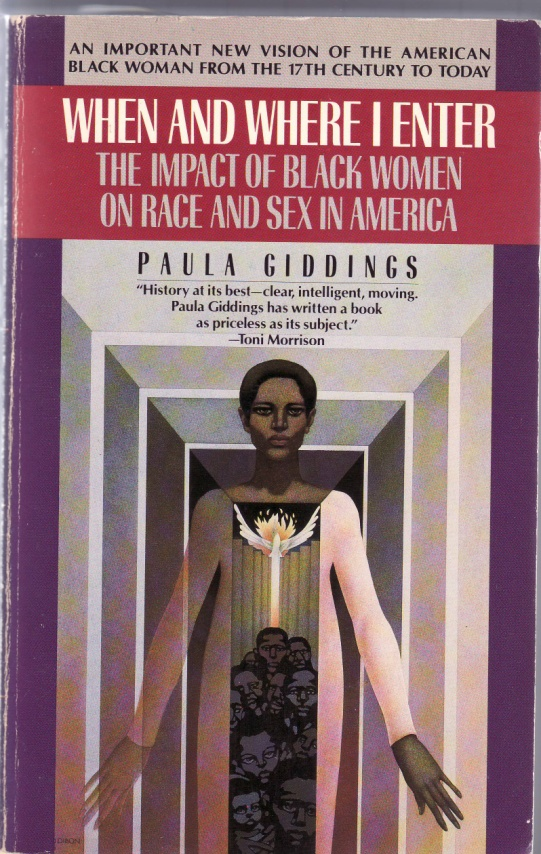 AN IMPORTANT NEW VISION OF THE AMERICAN
BLACK WOMAN FROM THE 17TH CENTURY TO TODAY
WHEN AND WHERE I ENTER
THE IMPACT OF BLACK WOMEN
ON RACE AND SEX IN AMERICA
PAULA GIDDINGS
“History at its best—clear, intelligent, moving.
Paula Giddings has written a book
as priceless as its subject.”
—Toni Morrison